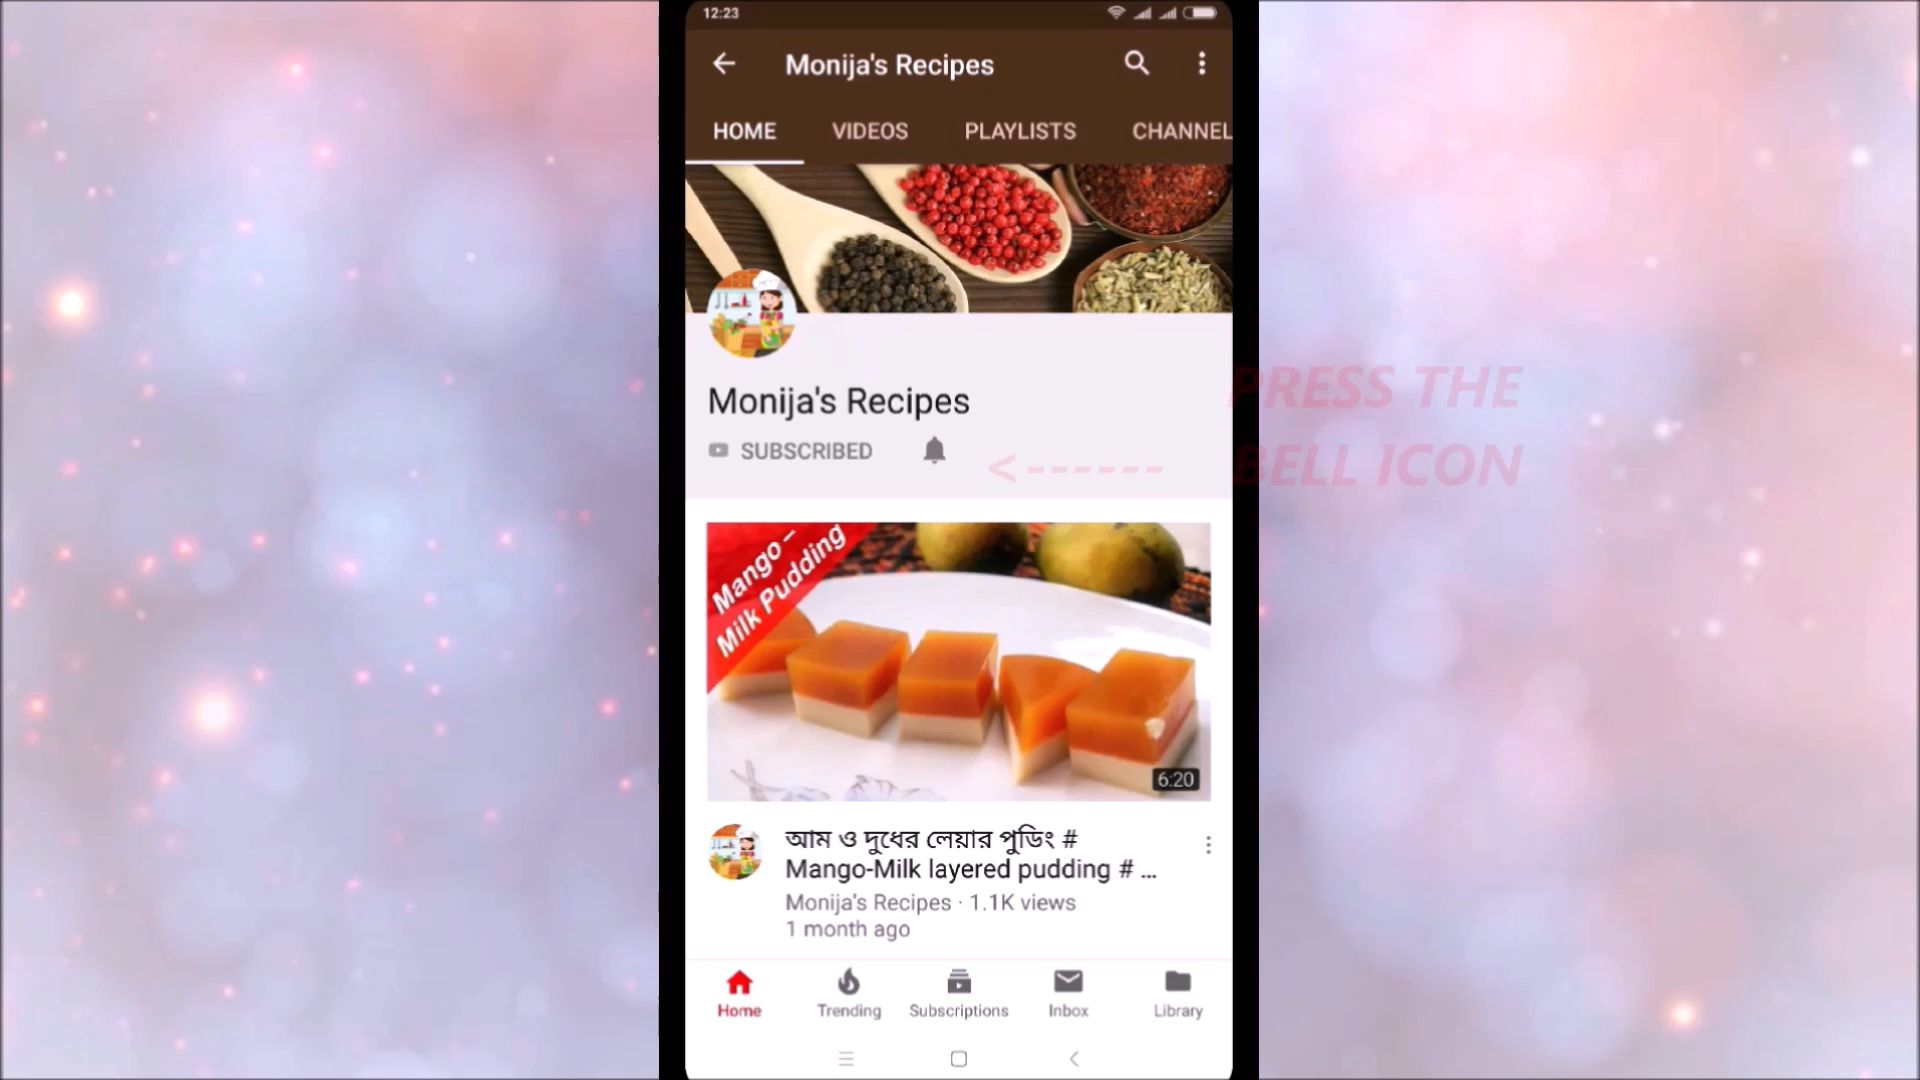 12:23
Monija's Recipes
HOME VIDEOS PLAYLISTS CHANNEL
Monija's Recipes
SUBSCRIBED
<------
PRESS THE
BELL ICON
Mango –
Milk Pudding
6:20
আম ও দুধের লেয়ার পুডিং #
Mango-Milk layered pudding # ...
Monija's Recipes · 1.1K views
1 month ago
Home Trending Subscriptions Inbox Library